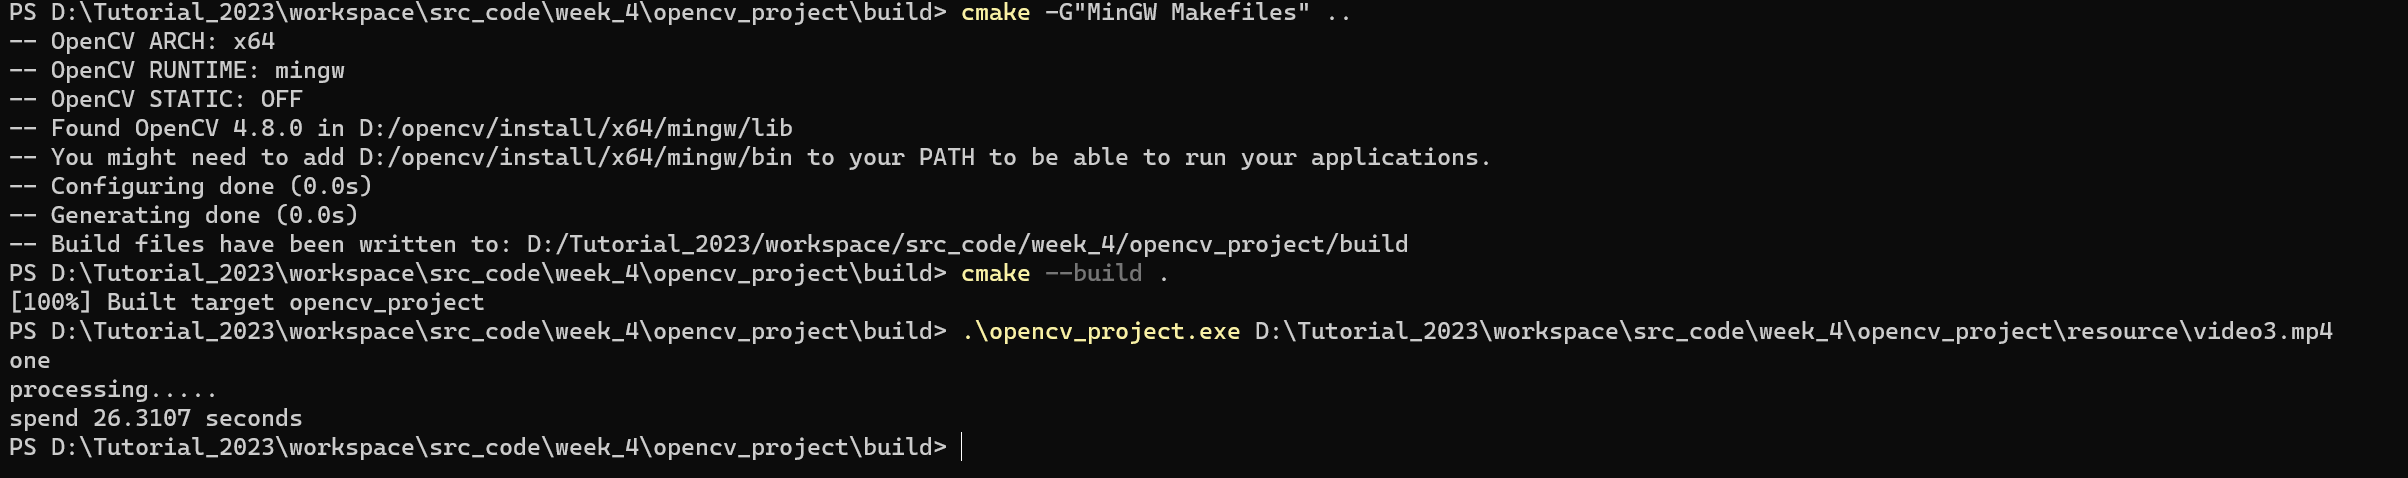 PS D:\Tutorial_2023\workspace\src_code\week_4\opencv_project\build> cmake -G"MinGW Makefiles" ..
-- OpenCV ARCH: x64
-- OpenCV RUNTIME: mingw
-- OpenCV STATIC: OFF
-- Found OpenCV 4.8.0 in D:/opencv/install/x64/mingw/lib
-- You might need to add D:/opencv/install/x64/mingw/bin to your PATH to be able to run your applications.
-- Configuring done (0.0s)
-- Generating done (0.0s)
-- Build files have been written to: D:/Tutorial_2023/workspace/src_code/week_4/opencv_project/build
PS D:\Tutorial_2023\workspace\src_code\week_4\opencv_project\build> cmake --build .
[100%] Built target opencv_project
PS D:\Tutorial_2023\workspace\src_code\week_4\opencv_project\build> .\opencv_project.exe D:\Tutorial_2023\workspace\src_code\week_4\opencv_project\resource\video3.mp4
one
processing.....
spend 26.3107 seconds
PS D:\Tutorial_2023\workspace\src_code\week_4\opencv_project\build>